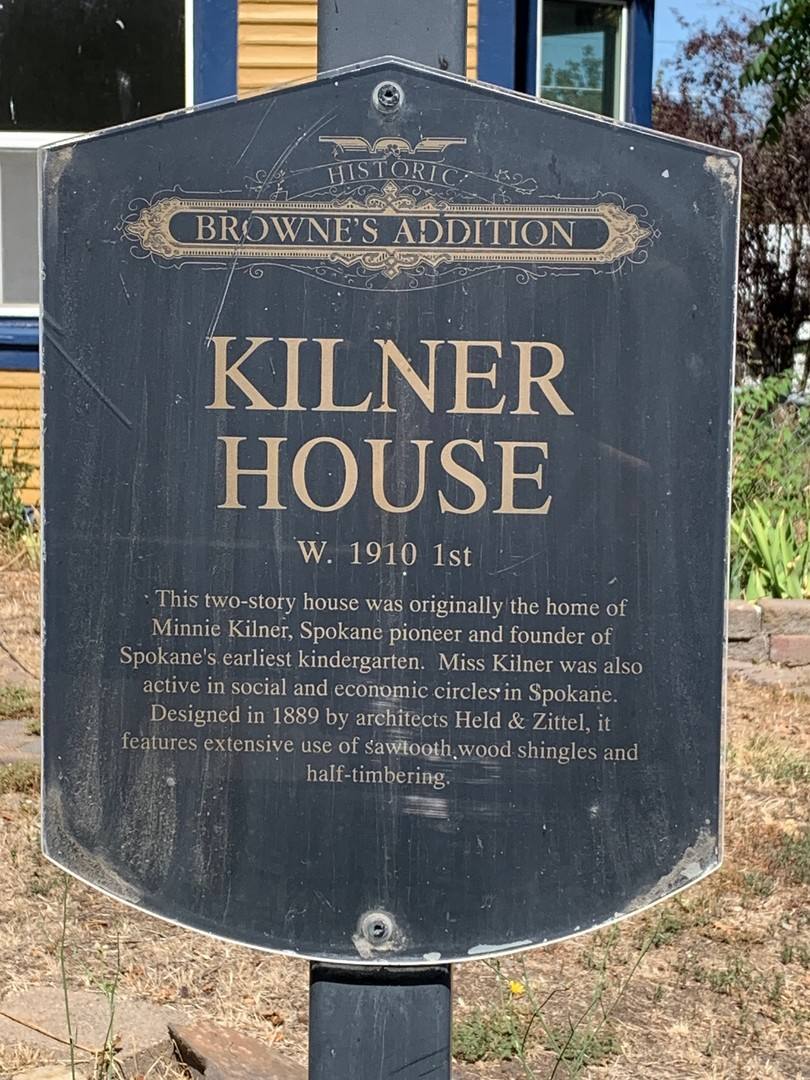 HISTORIC
BROWNE'S ADDITION
KILNER
HOUSE
W. 1910 1st
This two-story house was originally the home of
Minnie Kilner, Spokane pioneer and founder of
Spokane's earliest kindergarten. Miss Kilner was also
active in social and economic circles in Spokane.
Designed in 1889 by architects Held & Zittel, it
features extensive use of sawtooth wood shingles and
half-timbering.